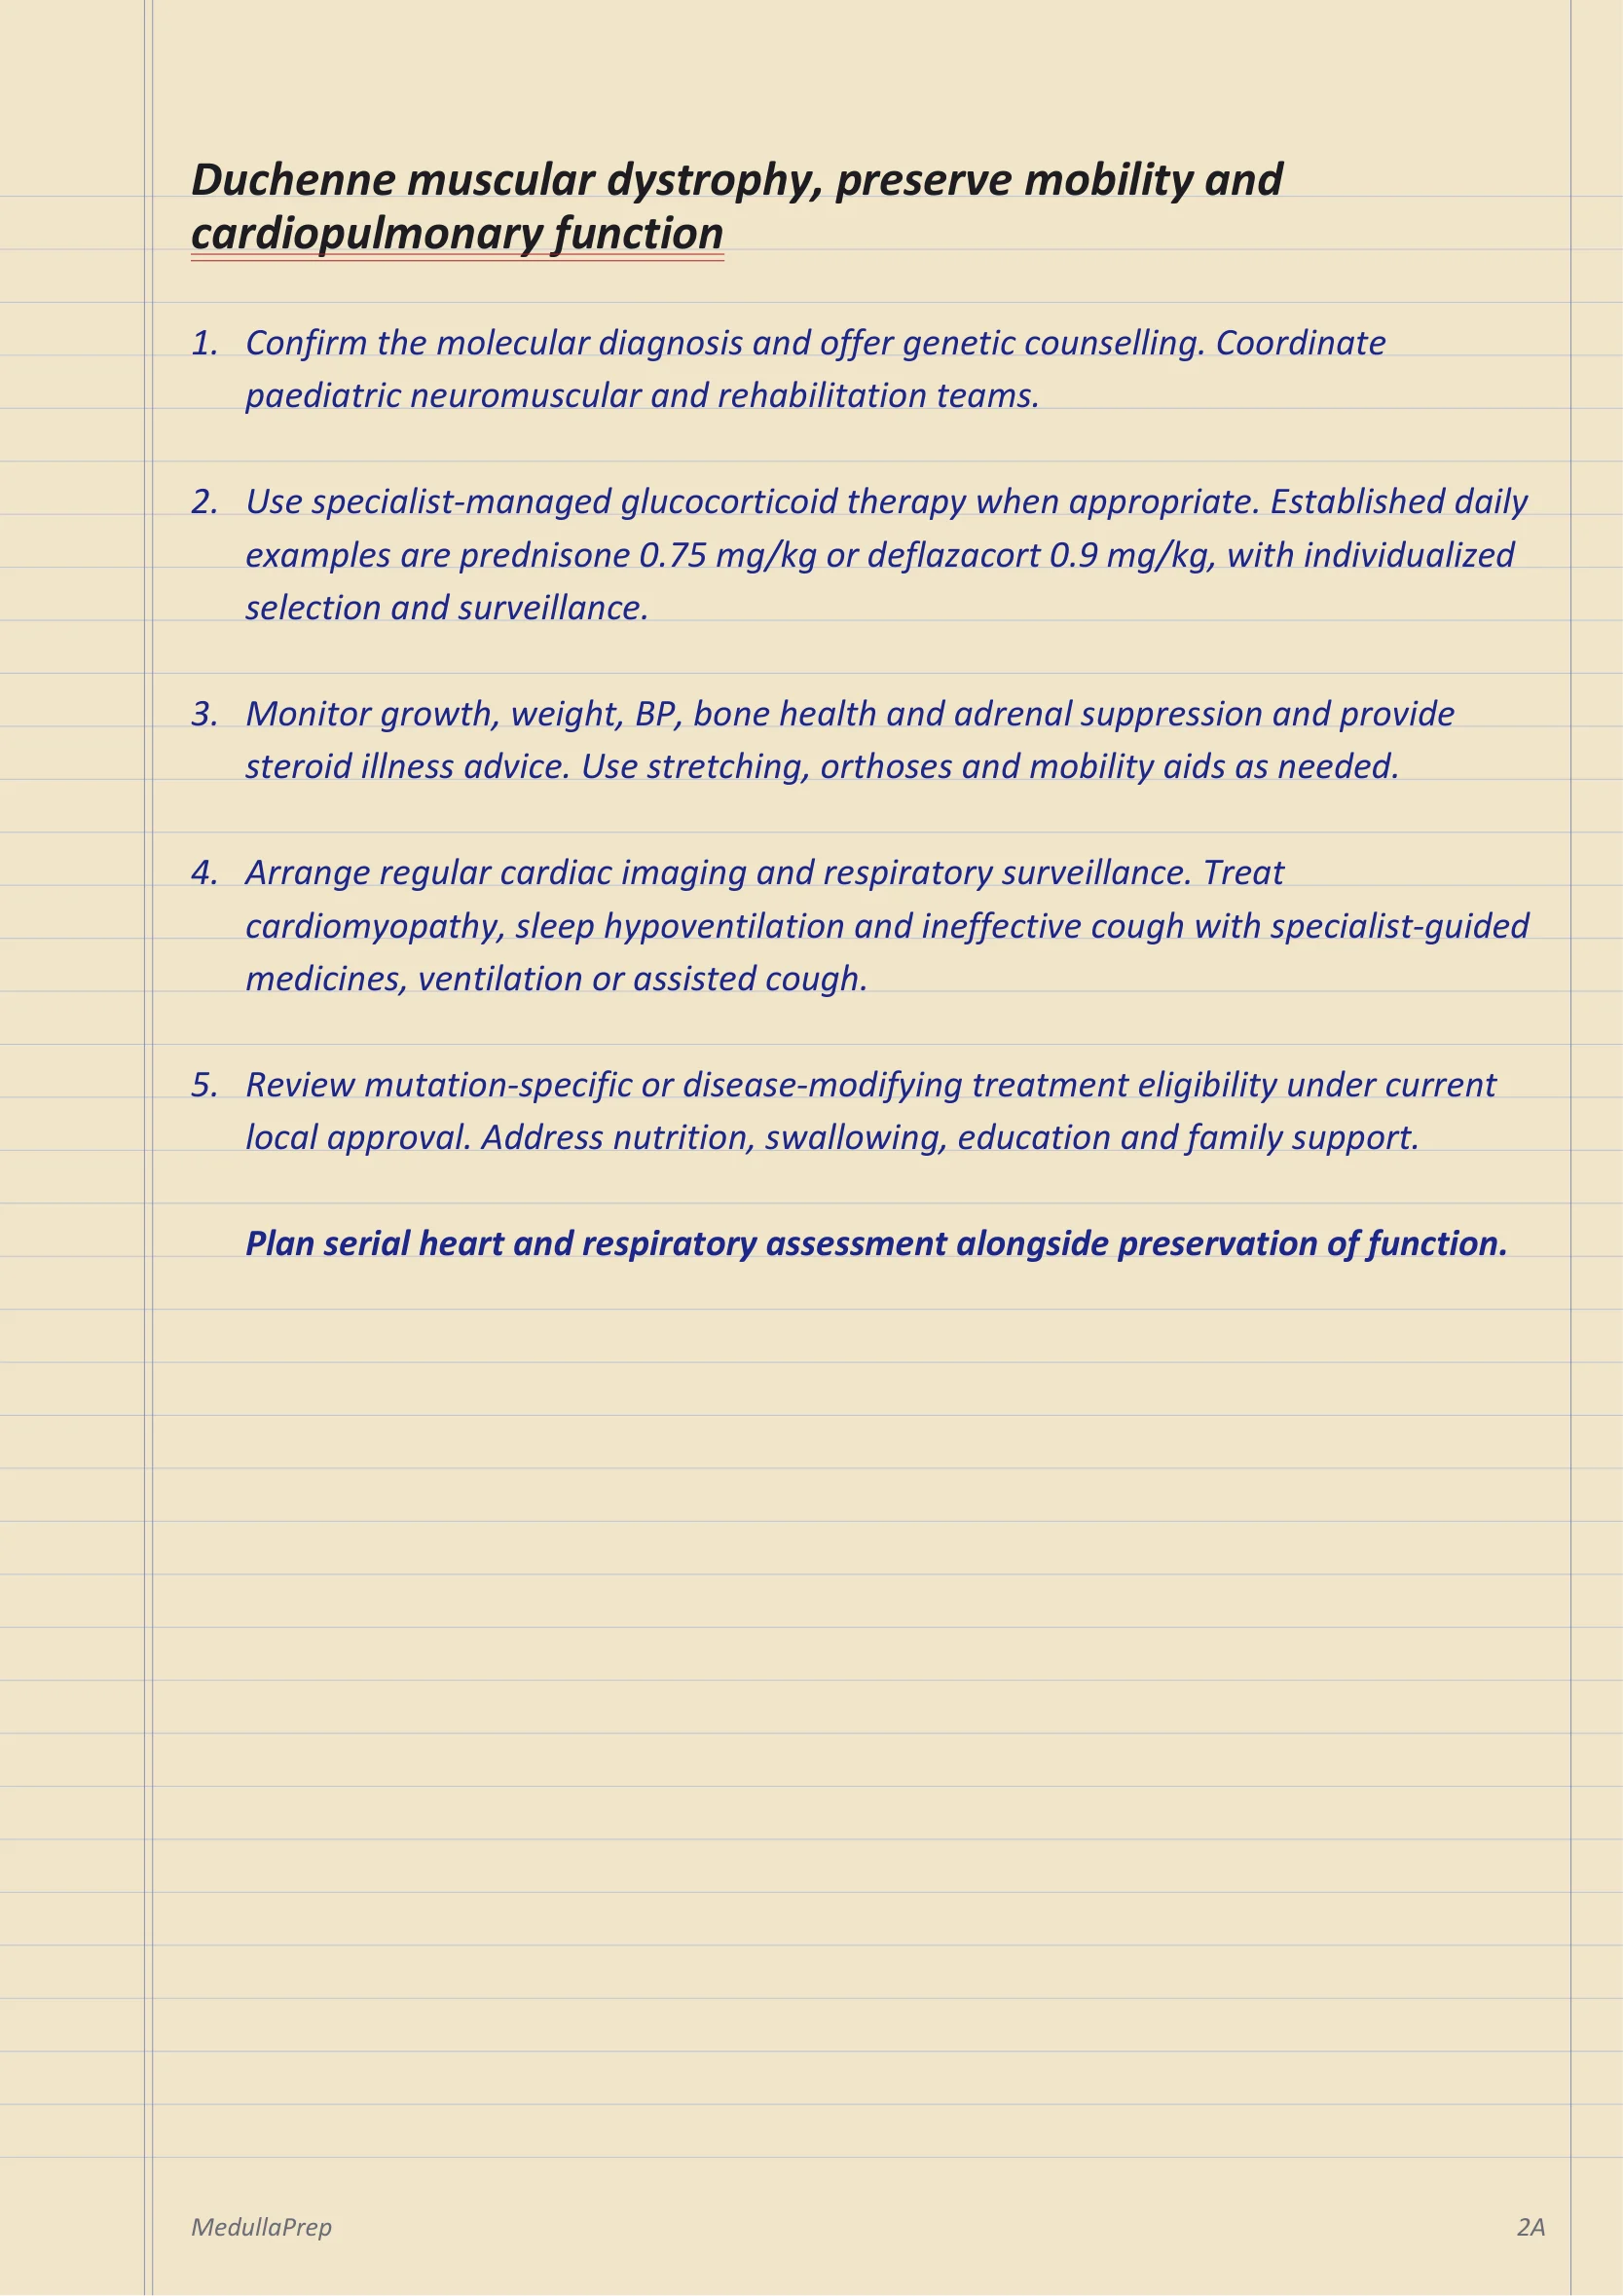 Duchenne muscular dystrophy, preserve mobility and
cardiopulmonary function
1. Confirm the molecular diagnosis and offer genetic counselling. Coordinate
paediatric neuromuscular and rehabilitation teams.
2. Use specialist-managed glucocorticoid therapy when appropriate. Established daily
examples are prednisone 0.75 mg/kg or deflazacort 0.9 mg/kg, with individualized
selection and surveillance.
3. Monitor growth, weight, BP, bone health and adrenal suppression and provide
steroid illness advice. Use stretching, orthoses and mobility aids as needed.
4. Arrange regular cardiac imaging and respiratory surveillance. Treat
cardiomyopathy, sleep hypoventilation and ineffective cough with specialist-guided
medicines, ventilation or assisted cough.
5. Review mutation-specific or disease-modifying treatment eligibility under current
local approval. Address nutrition, swallowing, education and family support.
Plan serial heart and respiratory assessment alongside preservation of function.
MedullaPrep
2A